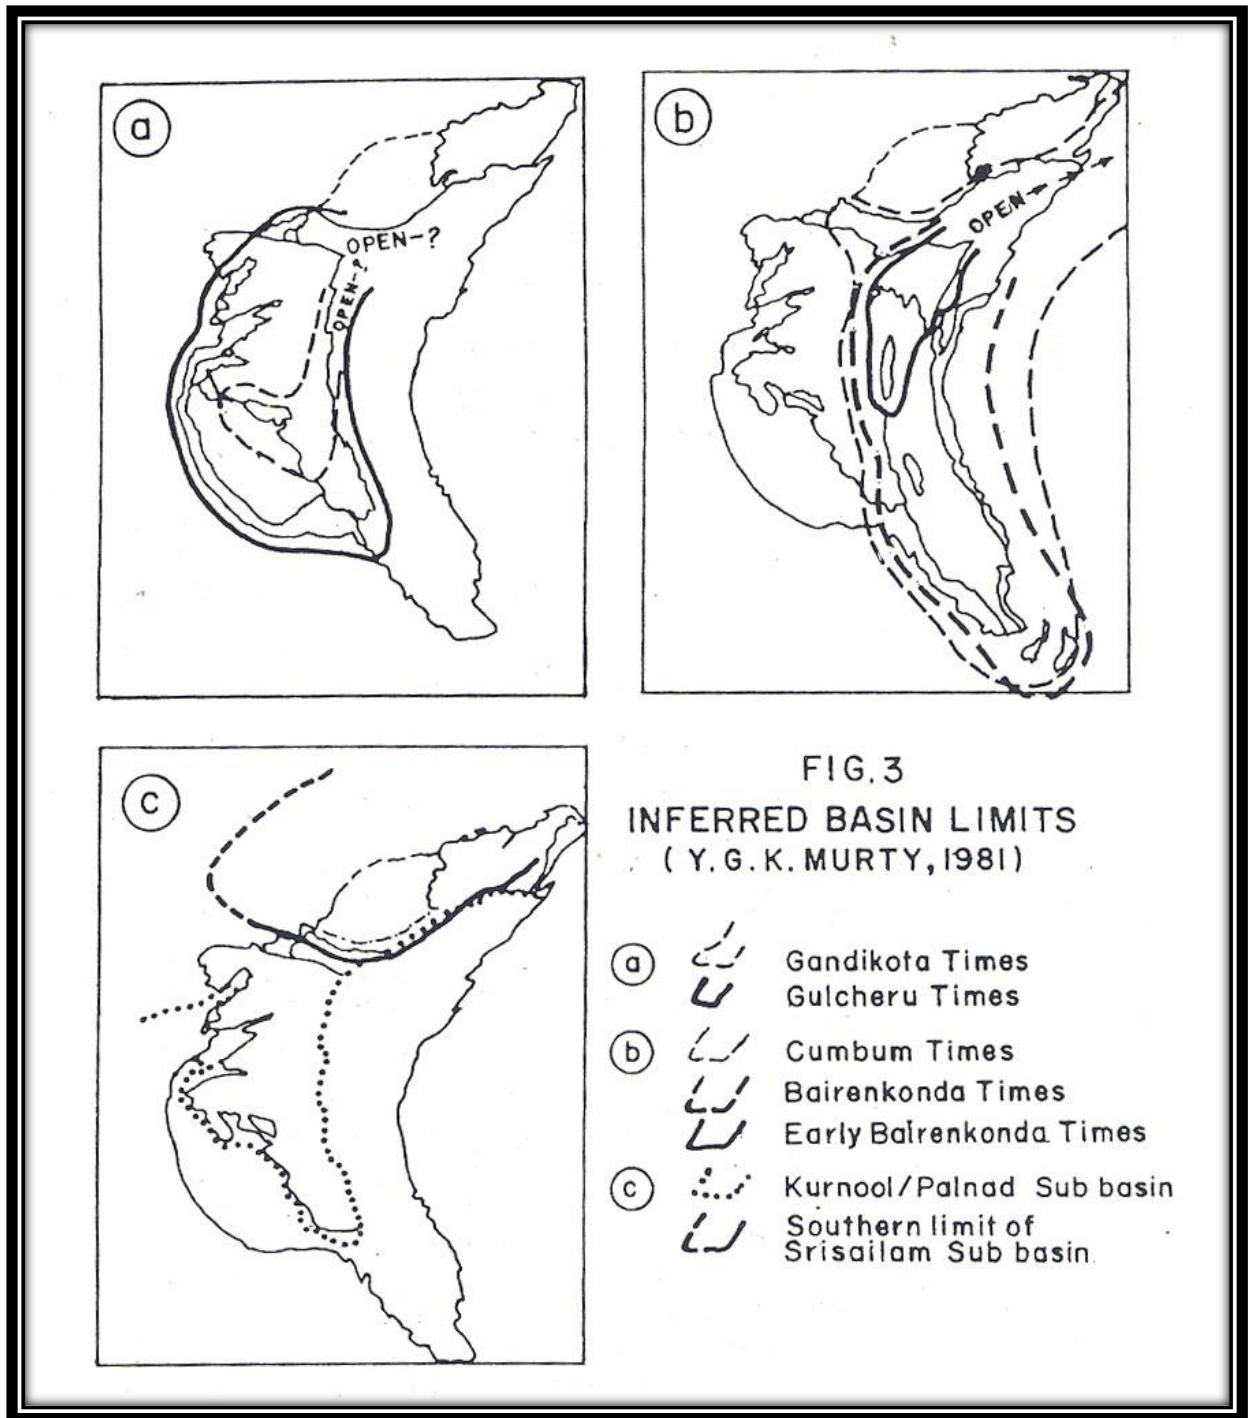 a
OPEN-?
OPEN-?
b
OPEN
c
FIG.3
INFERRED BASIN LIMITS
( Y. G. K. MURTY, 1981)
a Gandikota Times
Gulcheru Times
b Cumbum Times
Bairenkonda Times
Early Bairenkonda Times
c Kurnool/Palnad Sub basin
Southern limit of
Srisailam Sub basin